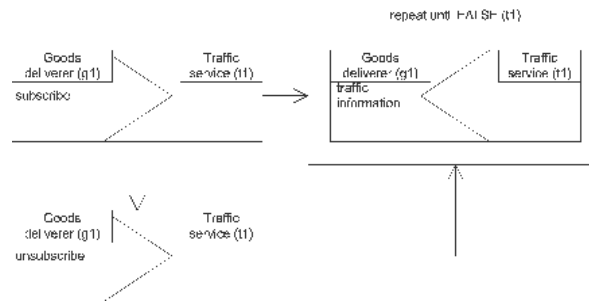 repeat until FALSE (t1)
Goods
deliverer (g1)
Traffic
service (t1)
subscribe
Goods
deliverer (g1)
Traffic
service (t1)
traffic
information
Goods
deliverer (g1)
Traffic
service (t1)
unsubscribe